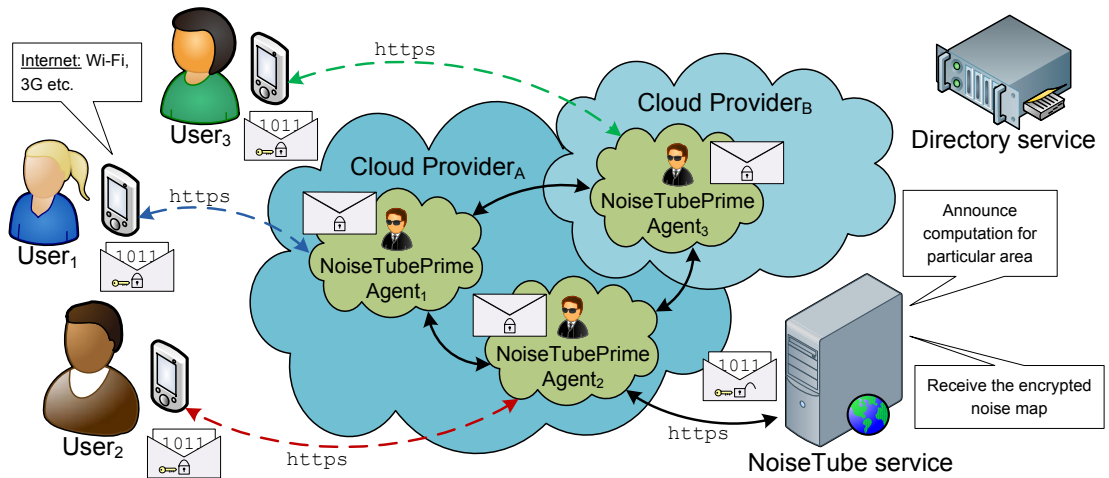 Internet: Wi-Fi,
3G etc.
User₃
1011
https
User₁
1011
https
User₂
1011
https
Cloud Provider_A
Cloud Provider_B
NoiseTubePrime
Agent₁
NoiseTubePrime
Agent₃
NoiseTubePrime
Agent₂
1011
https
Directory service
Announce
computation for
particular area
Receive the encrypted
noise map
NoiseTube service